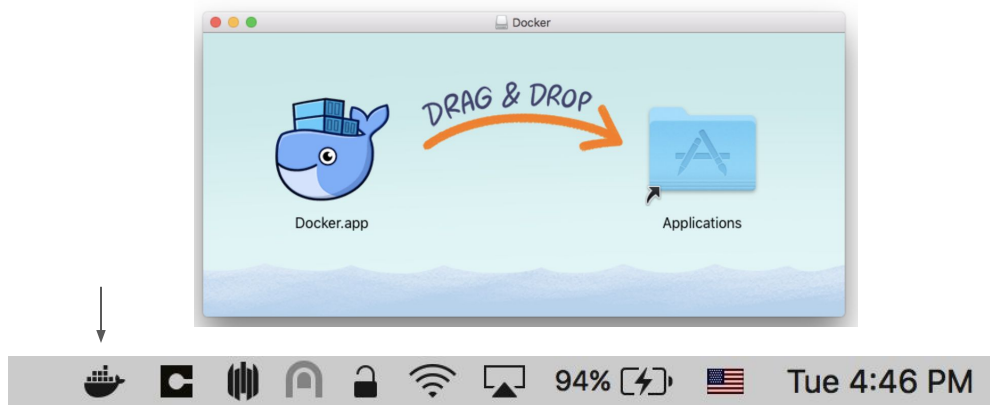 Docker
DRAG & DROP
Docker.app
Applications
94%
Tue 4:46 PM